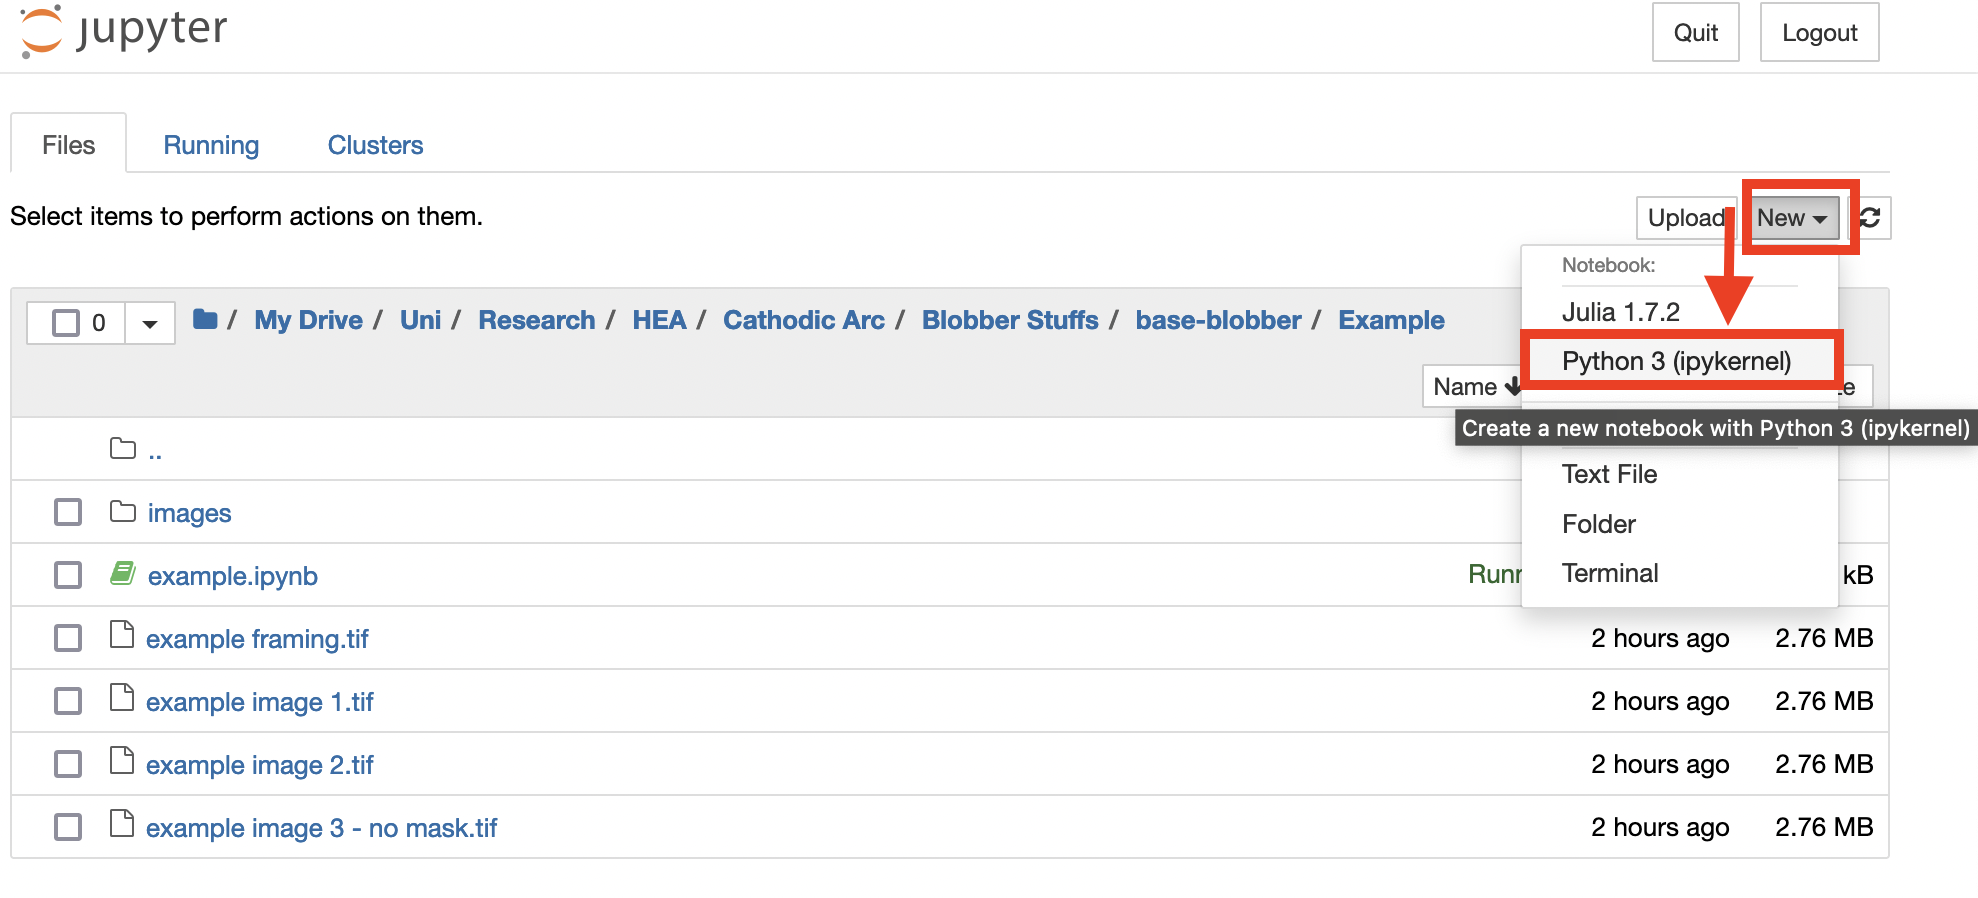 jupyter
Quit Logout
Files Running Clusters
Select items to perform actions on them.
Upload New
Notebook:
Julia 1.7.2
Python 3 (ipykernel)
Create a new notebook with Python 3 (ipykernel)
Text File
Folder
Terminal
0 / My Drive / Uni / Research / HEA / Cathodic Arc / Blobber Stuffs / base-blobber / Example
Name
..
images
example.ipynb kB
example framing.tif 2 hours ago 2.76 MB
example image 1.tif 2 hours ago 2.76 MB
example image 2.tif 2 hours ago 2.76 MB
example image 3 - no mask.tif 2 hours ago 2.76 MB